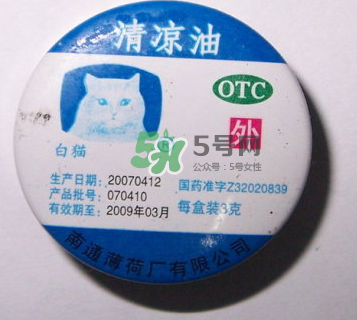 清凉油
OTC
外
白猫
®
5H 5号网
公众号：5号女性
生产日期：20070412
产品批号：070410
有效期至：2009年03月
国药准字Z32020839
每盒装3克
南通薄荷厂有限公司